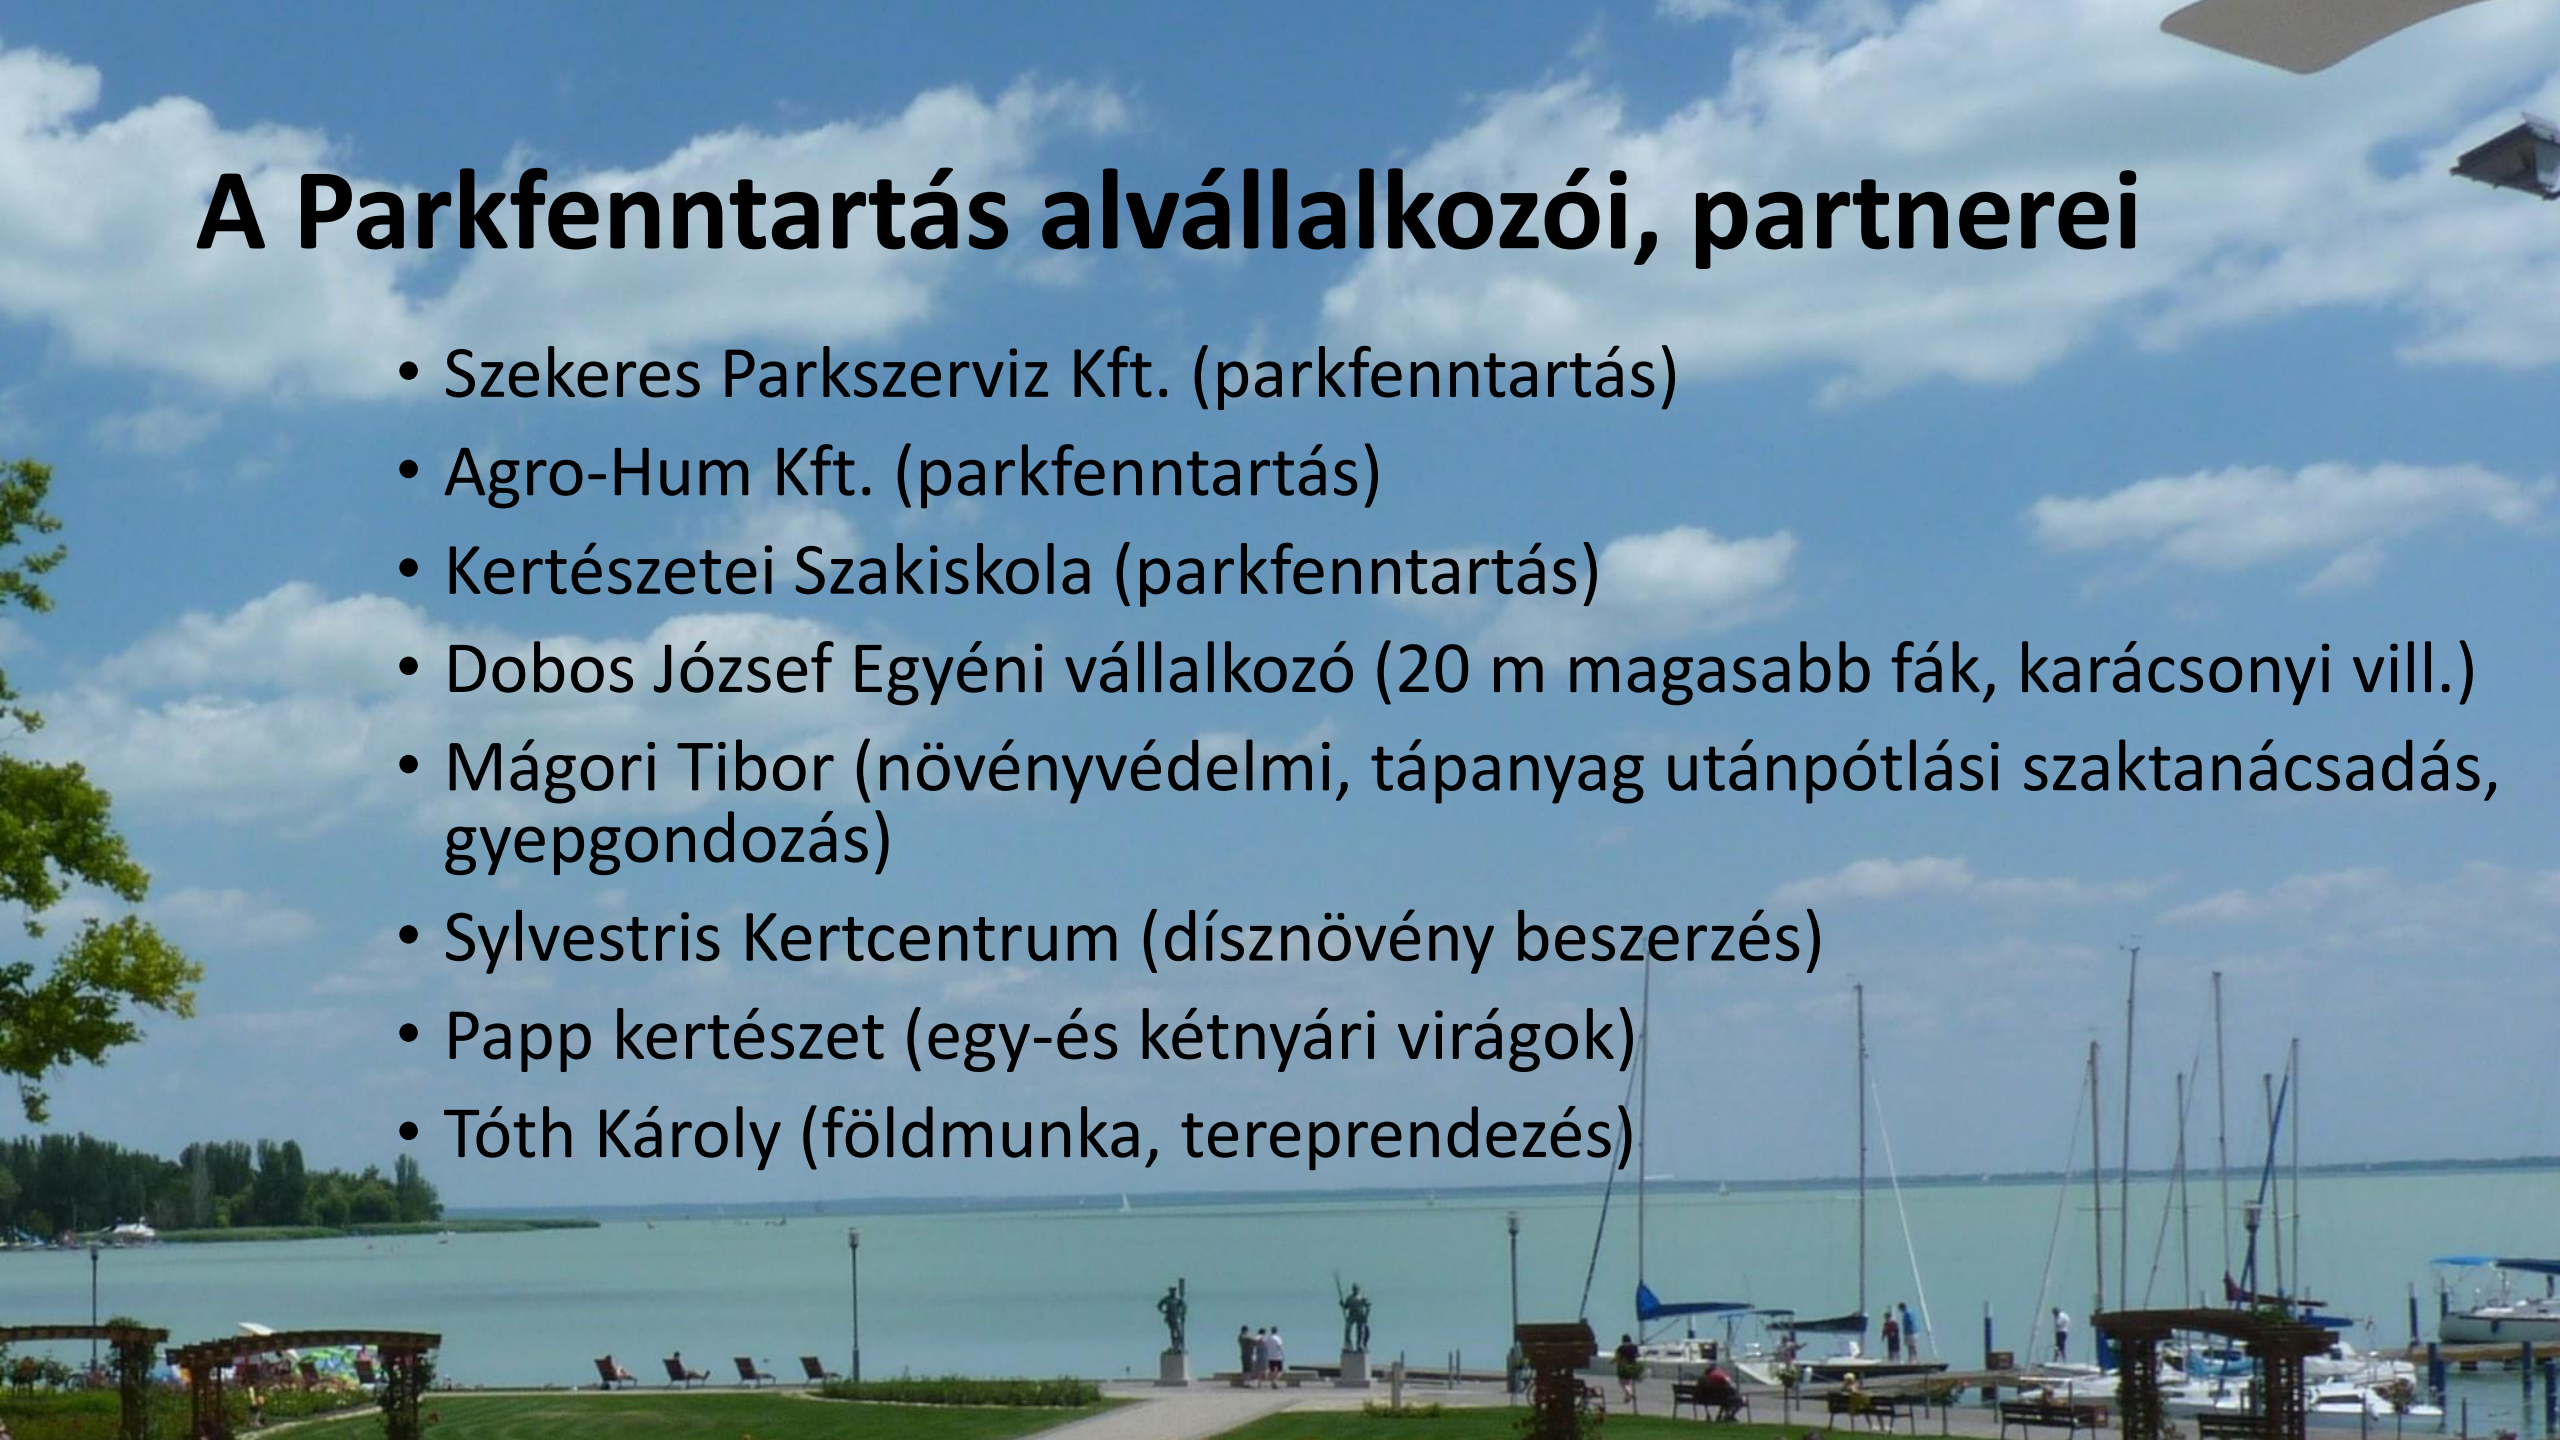 A Parkfenntartás alvállalkozói, partnerei
• Szekeres Parkszerviz Kft. (parkfenntartás)
• Agro-Hum Kft. (parkfenntartás)
• Kertészetei Szakiskola (parkfenntartás)
• Dobos József Egyéni vállalkozó (20 m magasabb fák, karácsonyi vill.)
• Mágori Tibor (növényvédelmi, tápanyag utánpótlási szaktanácsadás,
gyepgondozás)
• Sylvestris Kertcentrum (dísznövény beszerzés)
• Papp kertészet (egy-és kétnyári virágok)
• Tóth Károly (földmunka, tereprendezés)